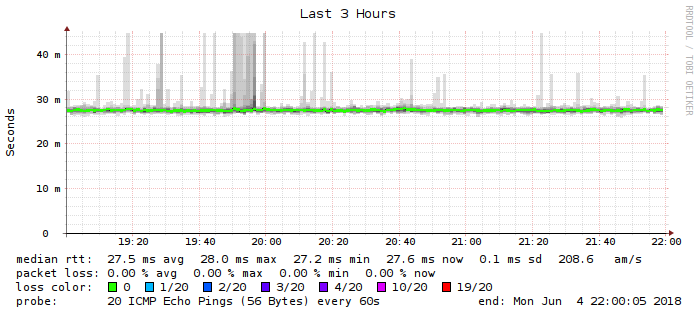 Last 3 Hours
RRDTOOL / TOBI OETIKER
Seconds
40 m
30 m
20 m
10 m
0
19:20 19:40 20:00 20:20 20:40 21:00 21:20 21:40 22:00
median rtt: 27.5 ms avg 28.0 ms max 27.2 ms min 27.6 ms now 0.1 ms sd 208.6 am/s
packet loss: 0.00 % avg 0.00 % max 0.00 % min 0.00 % now
loss color: 0 1/20 2/20 3/20 4/20 10/20 19/20
probe: 20 ICMP Echo Pings (56 Bytes) every 60s end: Mon Jun 4 22:00:05 2018